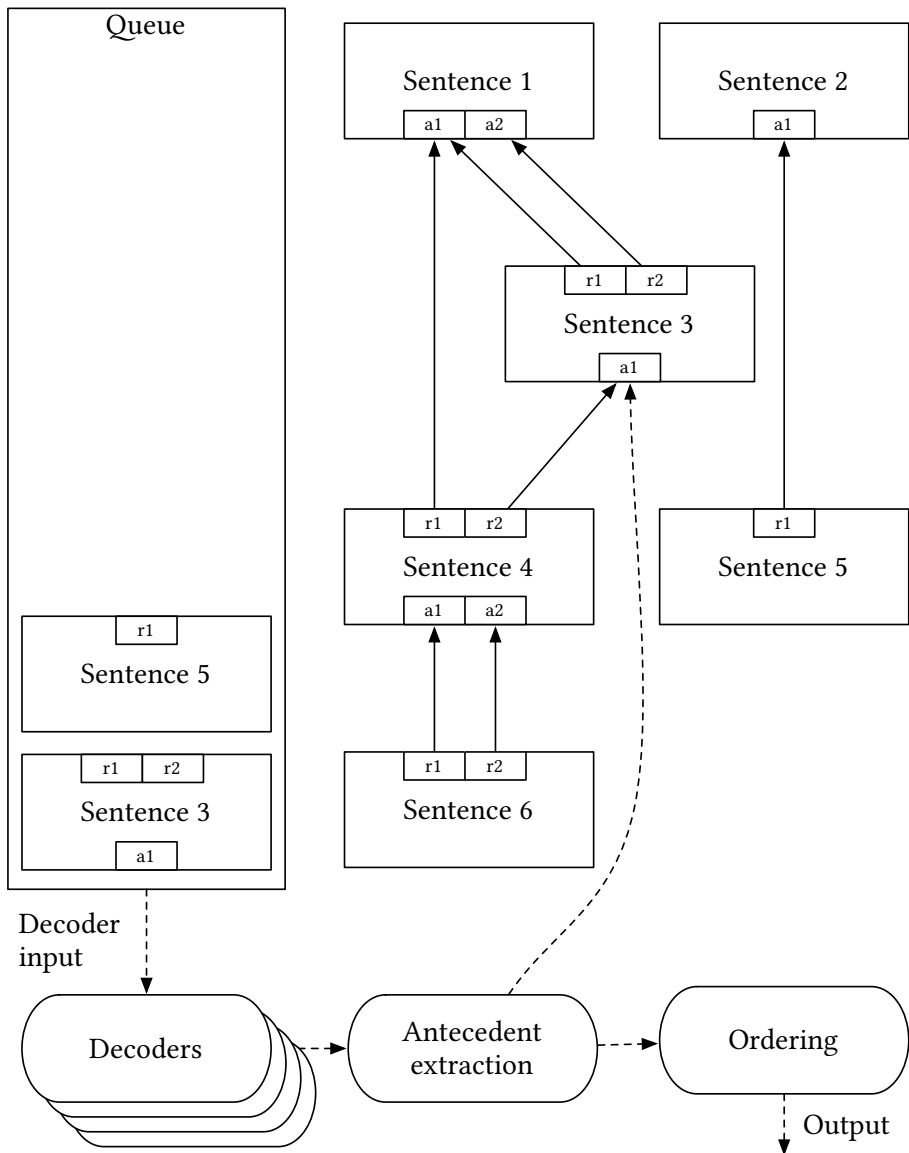 Queue
Sentence 1
a1 a2
Sentence 2
a1
r1 r2
Sentence 3
a1
r1 r2
Sentence 4
a1 a2
r1
Sentence 5
r1
Sentence 5
r1 r2
Sentence 3
a1
r1 r2
Sentence 6
Decoder
input
Decoders
Antecedent
extraction
Ordering
Output